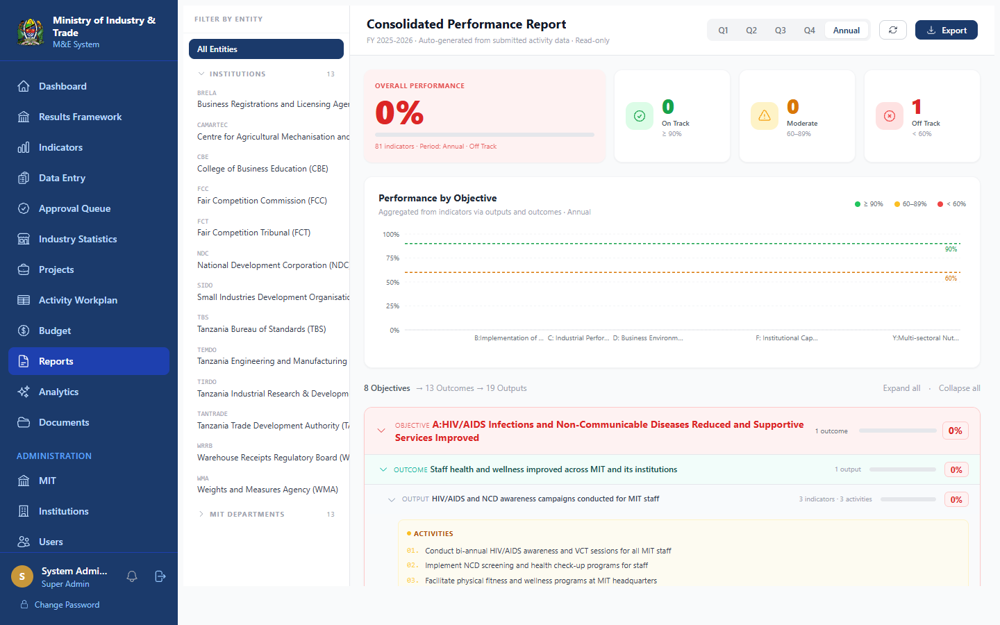 Ministry of Industry &
Trade
M&E System
Dashboard
Results Framework
Indicators
Data Entry
Approval Queue
Industry Statistics
Projects
Activity Workplan
Budget
Reports
Analytics
Documents
ADMINISTRATION
MIT
Institutions
Users
S
System Admi...
Super Admin
Change Password
FILTER BY ENTITY
All Entities
INSTITUTIONS 13
BRELA
Business Registrations and Licensing Agen
CAMARTEC
Centre for Agricultural Mechanisation and
CBE
College of Business Education (CBE)
FCC
Fair Competition Commission (FCC)
FCT
Fair Competition Tribunal (FCT)
NDC
National Development Corporation (NDC
SIDO
Small Industries Development Organisatio
TBS
Tanzania Bureau of Standards (TBS)
TEMDO
Tanzania Engineering and Manufacturing
TIRDO
Tanzania Industrial Research & Developm
TANTRADE
Tanzania Trade Development Authority (TA
WRRB
Warehouse Receipts Regulatory Board (W
WMA
Weights and Measures Agency (WMA)
MIT DEPARTMENTS 13
Consolidated Performance Report
FY 2025-2026 · Auto-generated from submitted activity data · Read-only
Q1 Q2 Q3 Q4 Annual
Export
OVERALL PERFORMANCE
0%
81 indicators · Period: Annual · Off Track
0
On Track
≥ 90%
0
Moderate
60–89%
1
Off Track
< 60%
Performance by Objective
Aggregated from indicators via outputs and outcomes · Annual
≥ 90% 60–89% < 60%
100%
90%
75%
60%
50%
25%
0%
B:Implementation of ... C: Industrial Perfor... D: Business Environm... F: Institutional Cap... Y:Multi-sectoral Nut...
8 Objectives → 13 Outcomes → 19 Outputs
Expand all · Collapse all
OBJECTIVE A:HIV/AIDS Infections and Non-Communicable Diseases Reduced and Supportive
Services Improved
1 outcome 0%
OUTCOME Staff health and wellness improved across MIT and its institutions 1 output 0%
OUTPUT HIV/AIDS and NCD awareness campaigns conducted for MIT staff 3 indicators · 3 activities 0%
ACTIVITIES
01. Conduct bi-annual HIV/AIDS awareness and VCT sessions for all MIT staff
02. Implement NCD screening and health check-up programs for staff
03. Facilitate physical fitness and wellness programs at MIT headquarters